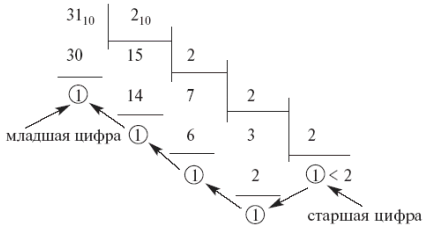 31₁₀ 2₁₀
30 15 2
1 14 7 2
младшая цифра 1 6 3 2
1 2 1 < 2
1 старшая цифра